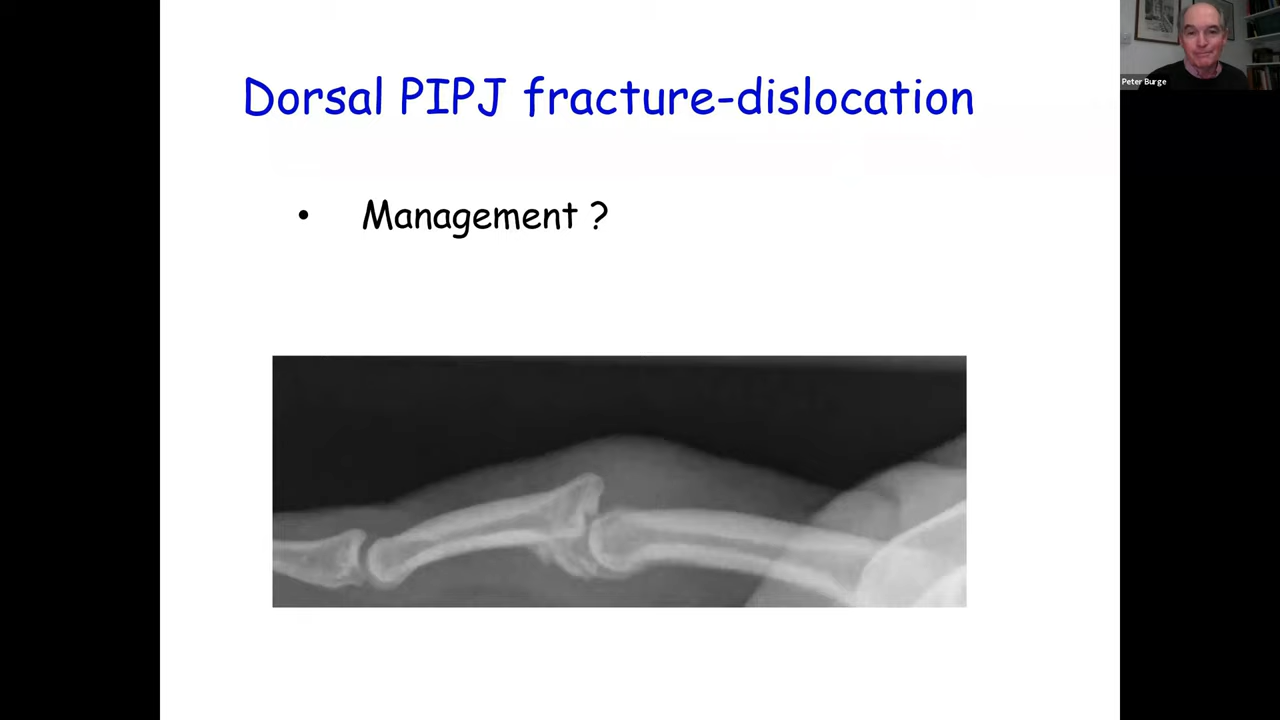 Dorsal PIPJ fracture-dislocation
• Management ?
Peter Burge